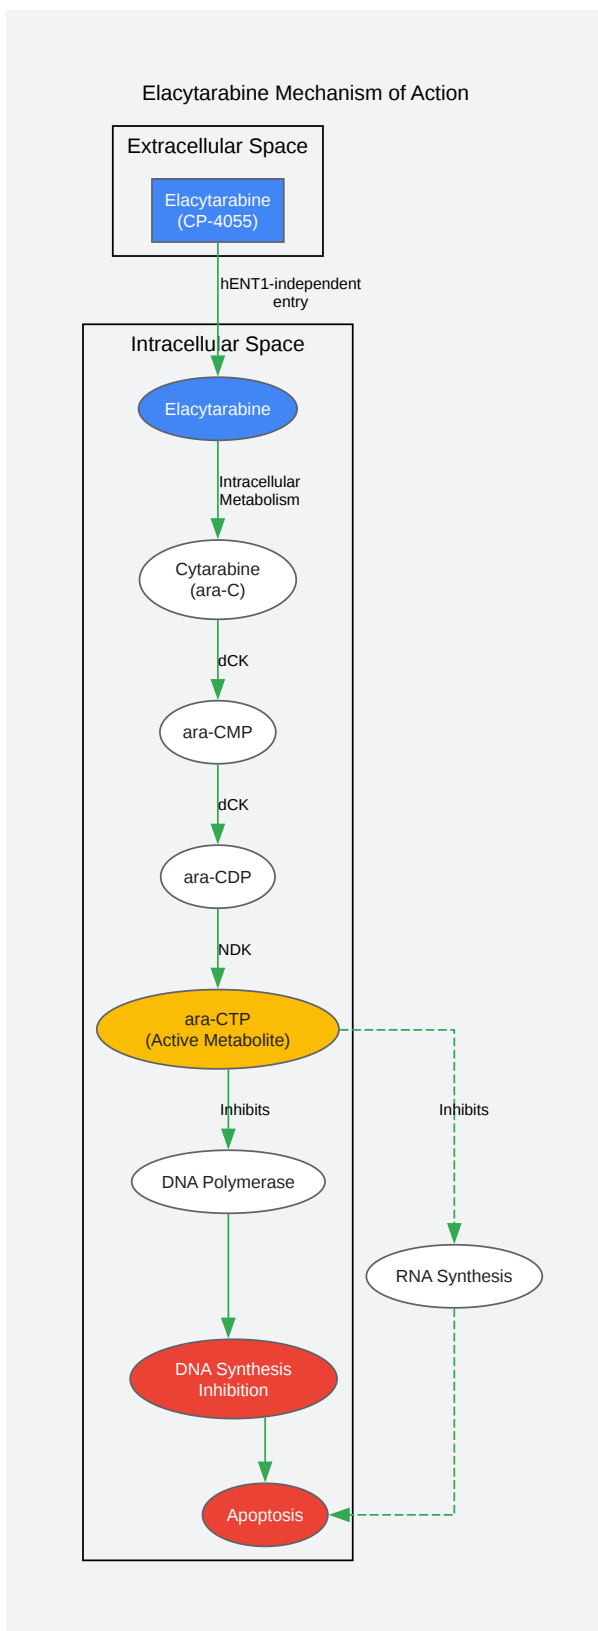 Elacytarabine Mechanism of Action
Extracellular Space
Elacytarabine
(CP-4055)
hENT1-independent
entry
Intracellular Space
Elacytarabine
Intracellular
Metabolism
Cytarabine
(ara-C)
dCK
ara-CMP
dCK
ara-CDP
NDK
ara-CTP
(Active Metabolite)
Inhibits
Inhibits
DNA Polymerase
RNA Synthesis
DNA Synthesis
Inhibition
Apoptosis